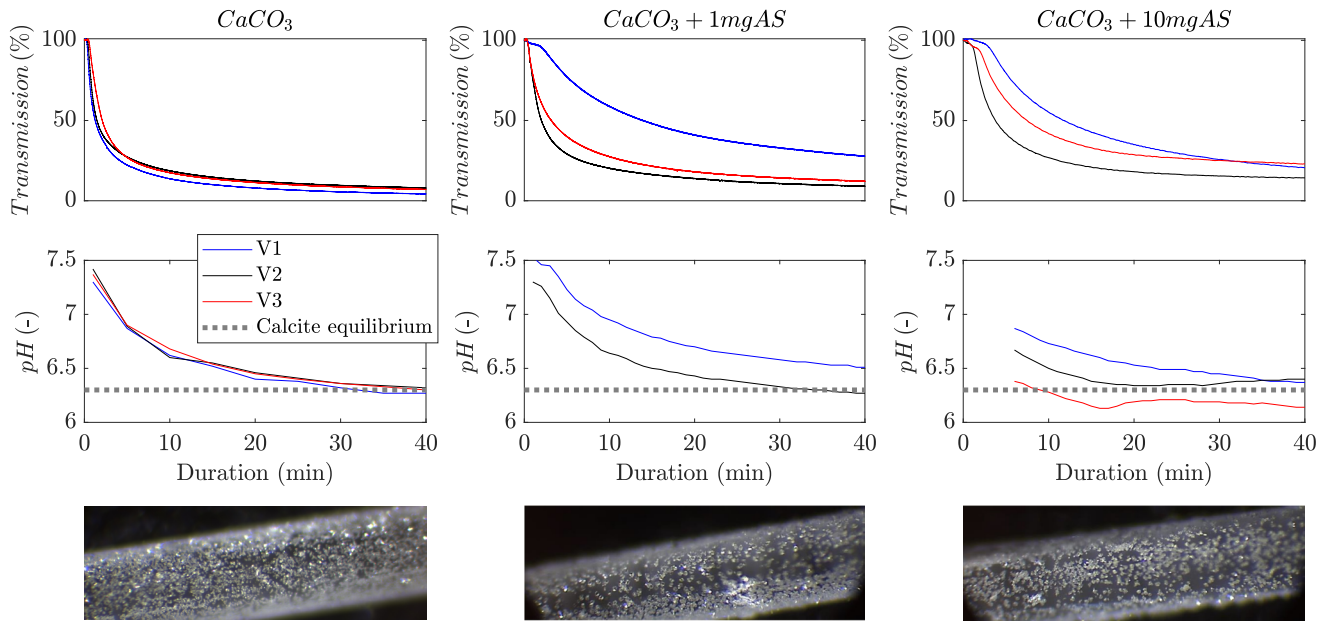 CaCO₃
CaCO₃ + 1mgAS
CaCO₃ + 10mgAS
Transmission (%)
100
50
0
Transmission (%)
100
50
0
Transmission (%)
100
50
0
pH (-)
7.5
7
6.5
6
0 10 20 30 40
Duration (min)
V1
V2
V3
Calcite equilibrium
pH (-)
7.5
7
6.5
6
0 10 20 30 40
Duration (min)
pH (-)
7.5
7
6.5
6
0 10 20 30 40
Duration (min)